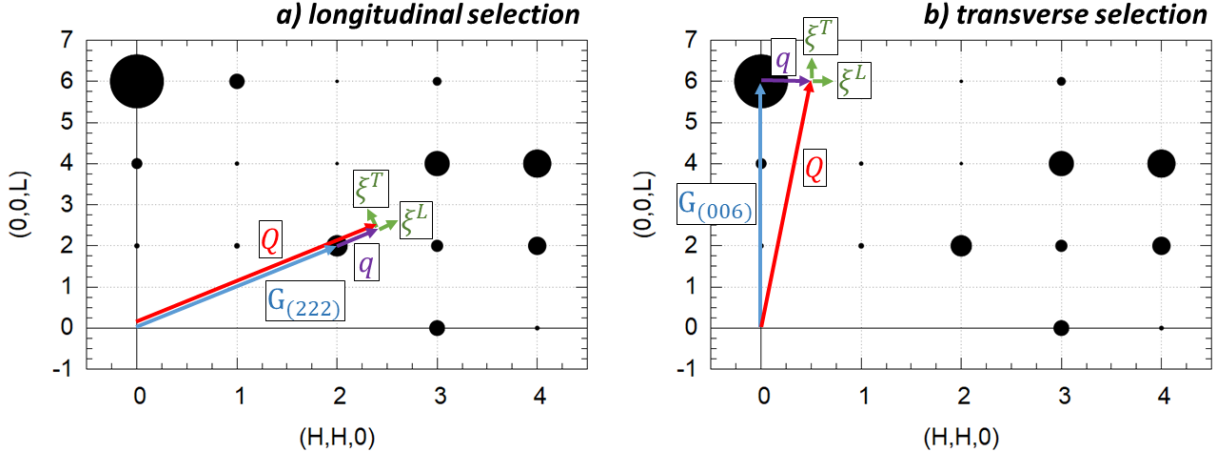 a) longitudinal selection
7
6
5
4
3
2
1
0
-1
(0,0,L)
ξ^T
ξ^L
Q
q
G_(222)
0
1
2
3
4
(H,H,0)
b) transverse selection
7
6
5
4
3
2
1
0
-1
(0,0,L)
q
ξ^T
ξ^L
Q
G_(006)
0
1
2
3
4
(H,H,0)